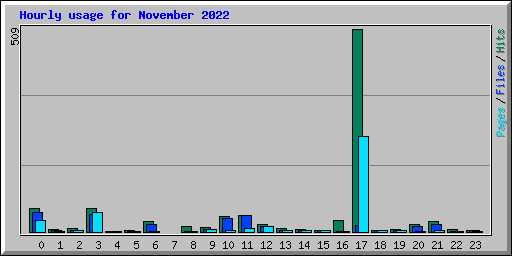 Hourly usage for November 2022
509
Pages/Files/Hits
0 1 2 3 4 5 6 7 8 9 10 11 12 13 14 15 16 17 18 19 20 21 22 23